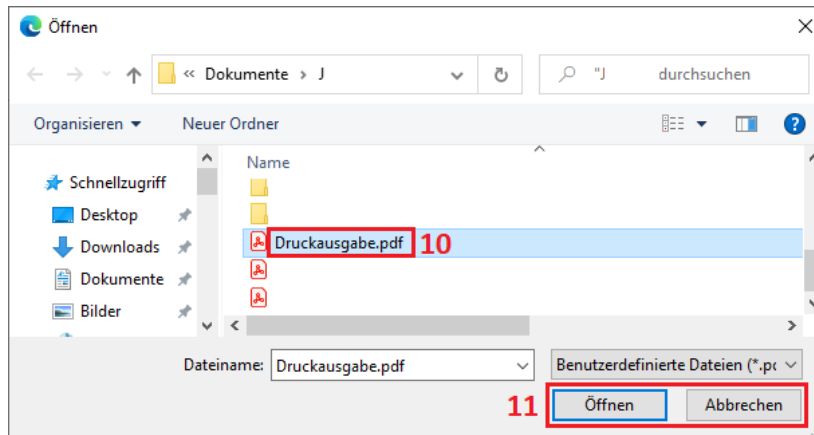 Öffnen
« Dokumente › J
"J durchsuchen
Organisieren Neuer Ordner
?
Name
Schnellzugriff
Desktop
Downloads
Dokumente
Bilder
Druckausgabe.pdf 10
Dateiname: Druckausgabe.pdf Benutzerdefinierte Dateien (*.pc
11 Öffnen Abbrechen